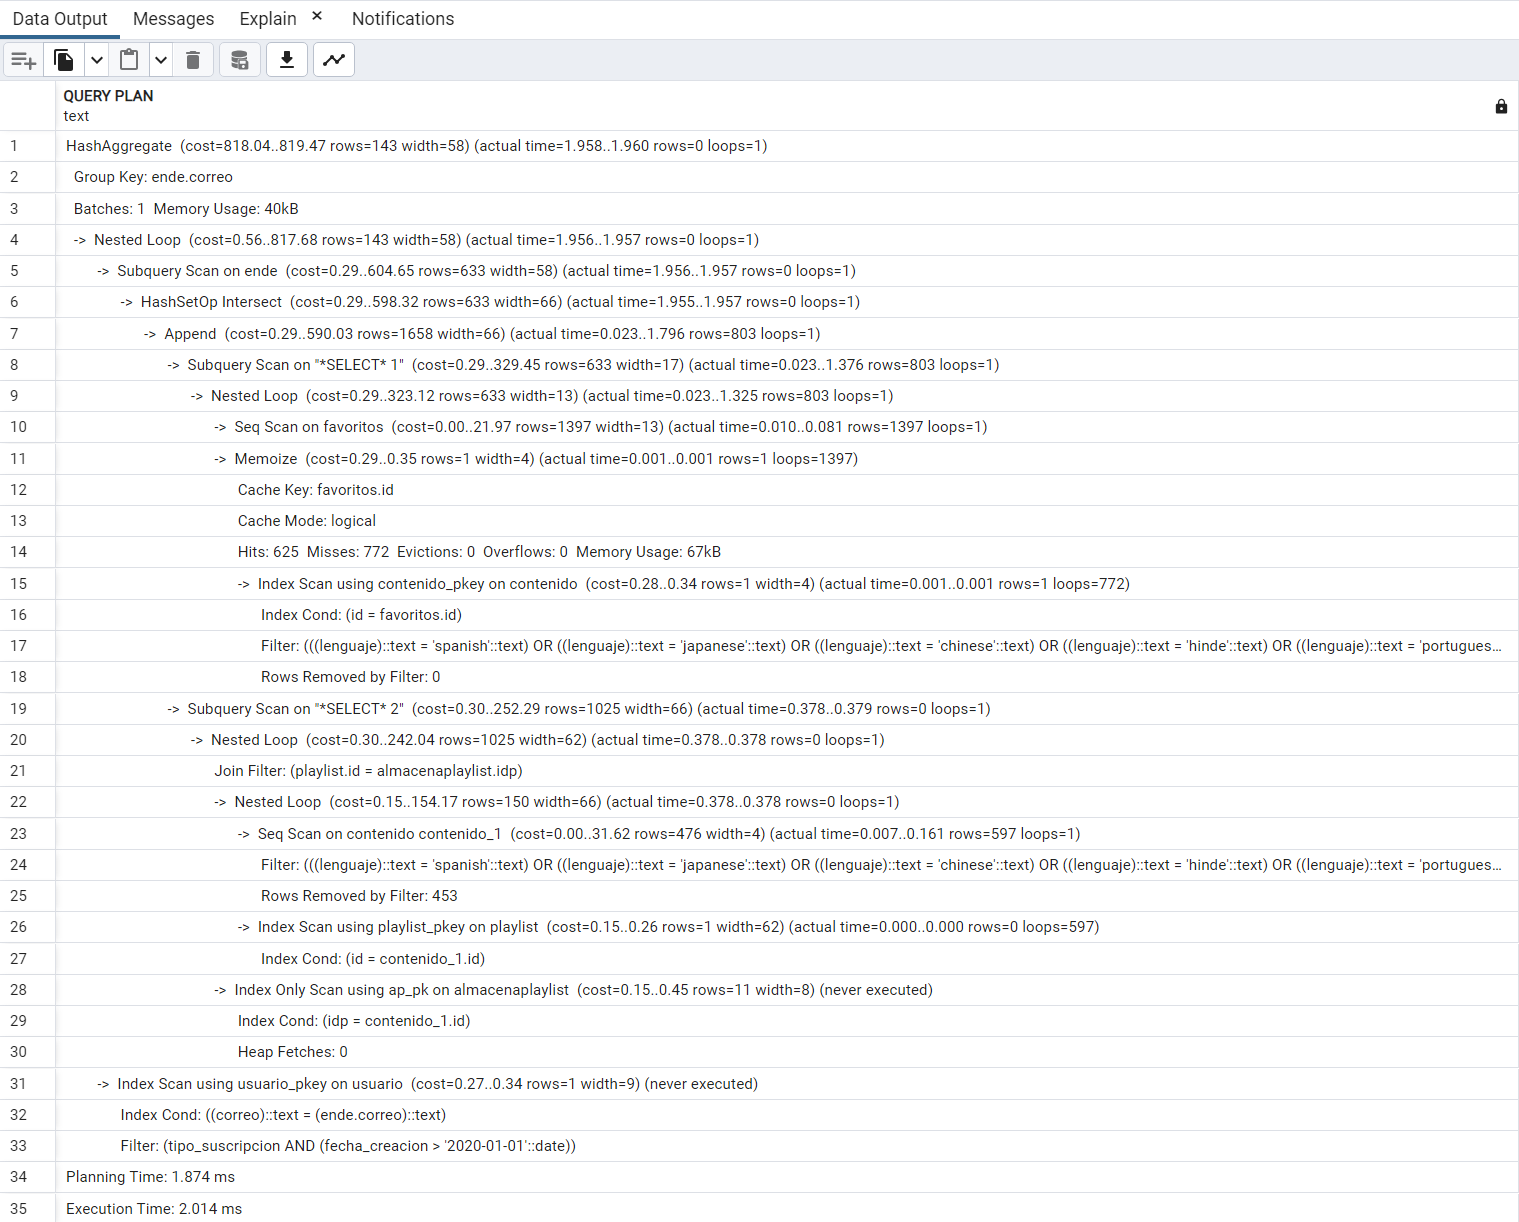 Data Output Messages Explain × Notifications
QUERY PLAN
text
1 HashAggregate (cost=818.04..819.47 rows=143 width=58) (actual time=1.958..1.960 rows=0 loops=1)
2 Group Key: ende.correo
3 Batches: 1 Memory Usage: 40kB
4 -> Nested Loop (cost=0.56..817.68 rows=143 width=58) (actual time=1.956..1.957 rows=0 loops=1)
5 -> Subquery Scan on ende (cost=0.29..604.65 rows=633 width=58) (actual time=1.956..1.957 rows=0 loops=1)
6 -> HashSetOp Intersect (cost=0.29..598.32 rows=633 width=66) (actual time=1.955..1.957 rows=0 loops=1)
7 -> Append (cost=0.29..590.03 rows=1658 width=66) (actual time=0.023..1.796 rows=803 loops=1)
8 -> Subquery Scan on "*SELECT* 1" (cost=0.29..329.45 rows=633 width=17) (actual time=0.023..1.376 rows=803 loops=1)
9 -> Nested Loop (cost=0.29..323.12 rows=633 width=13) (actual time=0.023..1.325 rows=803 loops=1)
10 -> Seq Scan on favoritos (cost=0.00..21.97 rows=1397 width=13) (actual time=0.010..0.081 rows=1397 loops=1)
11 -> Memoize (cost=0.29..0.35 rows=1 width=4) (actual time=0.001..0.001 rows=1 loops=1397)
12 Cache Key: favoritos.id
13 Cache Mode: logical
14 Hits: 625 Misses: 772 Evictions: 0 Overflows: 0 Memory Usage: 67kB
15 -> Index Scan using contenido_pkey on contenido (cost=0.28..0.34 rows=1 width=4) (actual time=0.001..0.001 rows=1 loops=772)
16 Index Cond: (id = favoritos.id)
17 Filter: (((lenguaje)::text = 'spanish'::text) OR ((lenguaje)::text = 'japanese'::text) OR ((lenguaje)::text = 'chinese'::text) OR ((lenguaje)::text = 'hinde'::text) OR ((lenguaje)::text = 'portugues...
18 Rows Removed by Filter: 0
19 -> Subquery Scan on "*SELECT* 2" (cost=0.30..252.29 rows=1025 width=66) (actual time=0.378..0.379 rows=0 loops=1)
20 -> Nested Loop (cost=0.30..242.04 rows=1025 width=62) (actual time=0.378..0.378 rows=0 loops=1)
21 Join Filter: (playlist.id = almacenaplaylist.idp)
22 -> Nested Loop (cost=0.15..154.17 rows=150 width=66) (actual time=0.378..0.378 rows=0 loops=1)
23 -> Seq Scan on contenido contenido_1 (cost=0.00..31.62 rows=476 width=4) (actual time=0.007..0.161 rows=597 loops=1)
24 Filter: (((lenguaje)::text = 'spanish'::text) OR ((lenguaje)::text = 'japanese'::text) OR ((lenguaje)::text = 'chinese'::text) OR ((lenguaje)::text = 'hinde'::text) OR ((lenguaje)::text = 'portugues...
25 Rows Removed by Filter: 453
26 -> Index Scan using playlist_pkey on playlist (cost=0.15..0.26 rows=1 width=62) (actual time=0.000..0.000 rows=0 loops=597)
27 Index Cond: (id = contenido_1.id)
28 -> Index Only Scan using ap_pk on almacenaplaylist (cost=0.15..0.45 rows=11 width=8) (never executed)
29 Index Cond: (idp = contenido_1.id)
30 Heap Fetches: 0
31 -> Index Scan using usuario_pkey on usuario (cost=0.27..0.34 rows=1 width=9) (never executed)
32 Index Cond: ((correo)::text = (ende.correo)::text)
33 Filter: (tipo_suscripcion AND (fecha_creacion > '2020-01-01'::date))
34 Planning Time: 1.874 ms
35 Execution Time: 2.014 ms